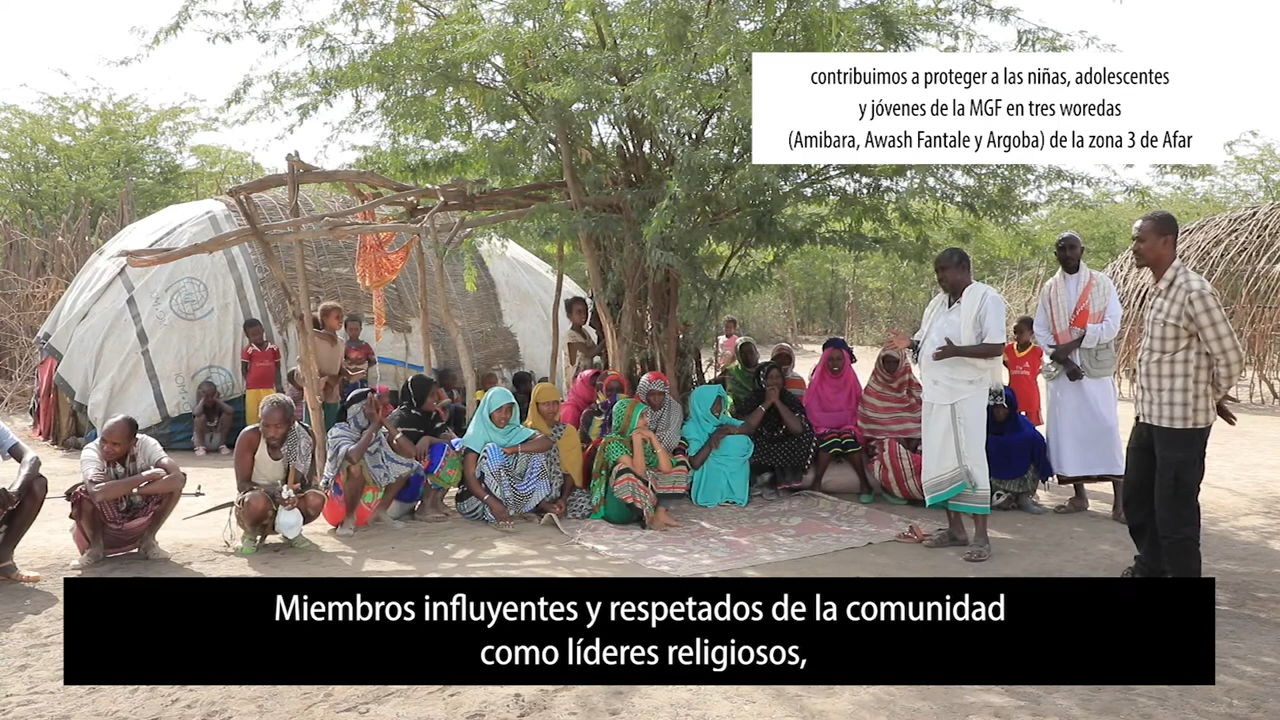 contribuimos a proteger a las niñas, adolescentes
y jóvenes de la MGF en tres woredas
(Amibara, Awash Fantale y Argoba) de la zona 3 de Afar
Miembros influyentes y respetados de la comunidad
como líderes religiosos,